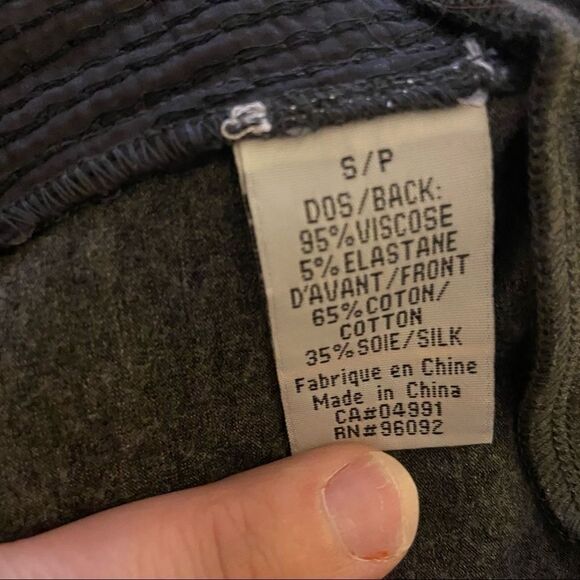 S/P
DOS/BACK:
95%VISCOSE
5%ELASTANE
D'AVANT/FRONT
65%COTON/
COTTON
35%SOIE/SILK
Fabrique en Chine
Made in China
CA#04991
RN#96092